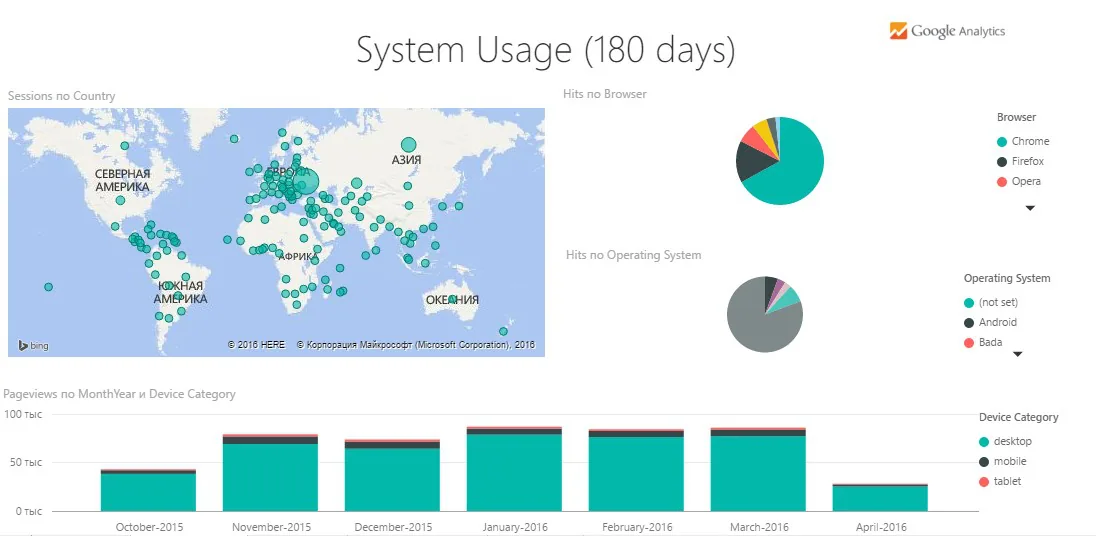 System Usage (180 days)
Google Analytics
Sessions по Country
СЕВЕРНАЯ
АМЕРИКА
ЕВРОПА
АЗИЯ
АФРИКА
ЮЖНАЯ
АМЕРИКА
ОКЕАНИЯ
bing
© 2016 HERE © Корпорация Майкрософт (Microsoft Corporation), 2016
Hits по Browser
Browser
Chrome
Firefox
Opera
Hits по Operating System
Operating System
(not set)
Android
Bada
Pageviews по MonthYear и Device Category
100 тыс
50 тыс
0 тыс
October-2015
November-2015
December-2015
January-2016
February-2016
March-2016
April-2016
Device Category
desktop
mobile
tablet